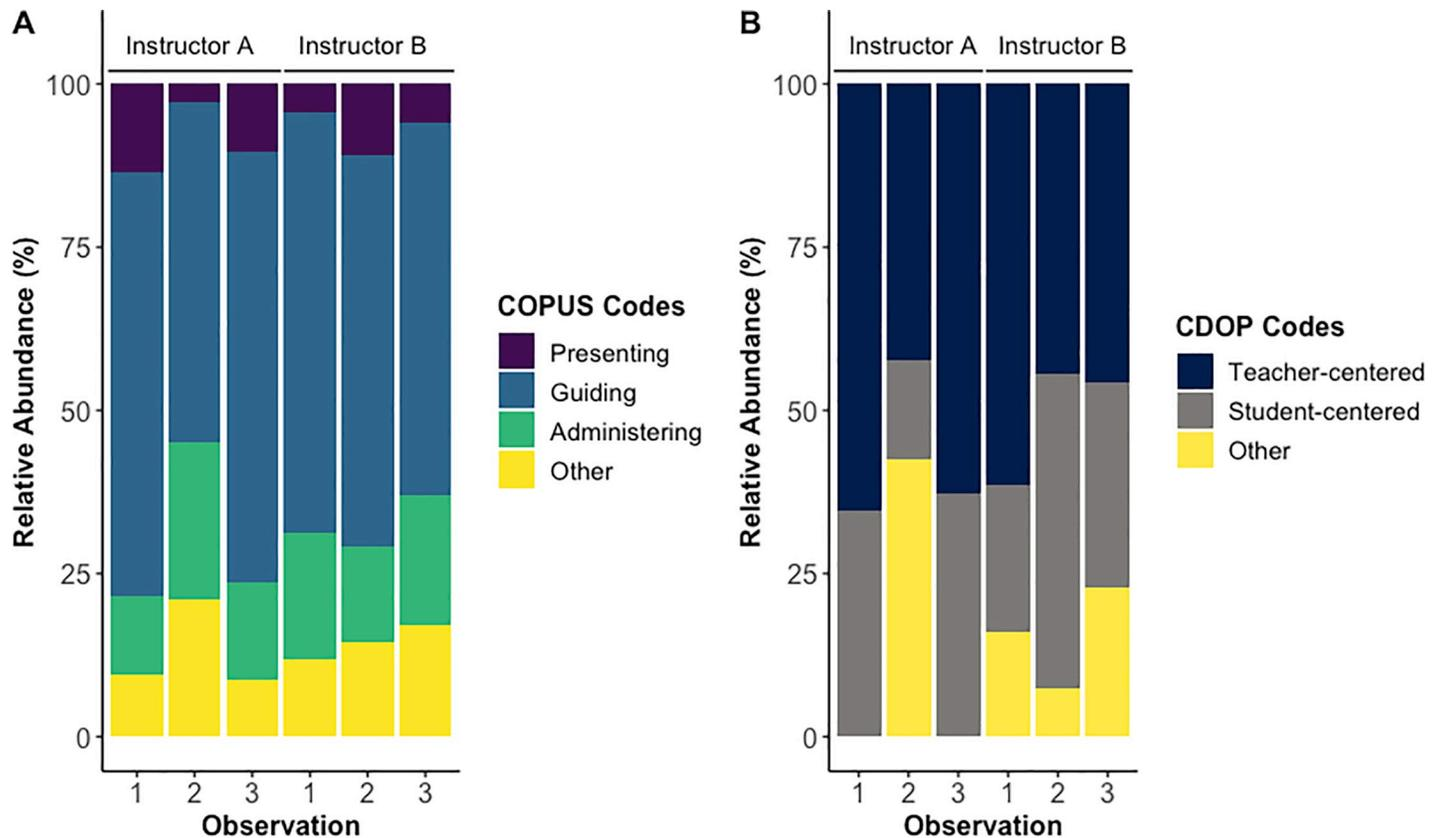 A
Instructor A Instructor B
100
75
50
25
0
Relative Abundance (%)
1 2 3 1 2 3
Observation
COPUS Codes
Presenting
Guiding
Administering
Other
B
Instructor A Instructor B
100
75
50
25
0
Relative Abundance (%)
1 2 3 1 2 3
Observation
CDOP Codes
Teacher-centered
Student-centered
Other